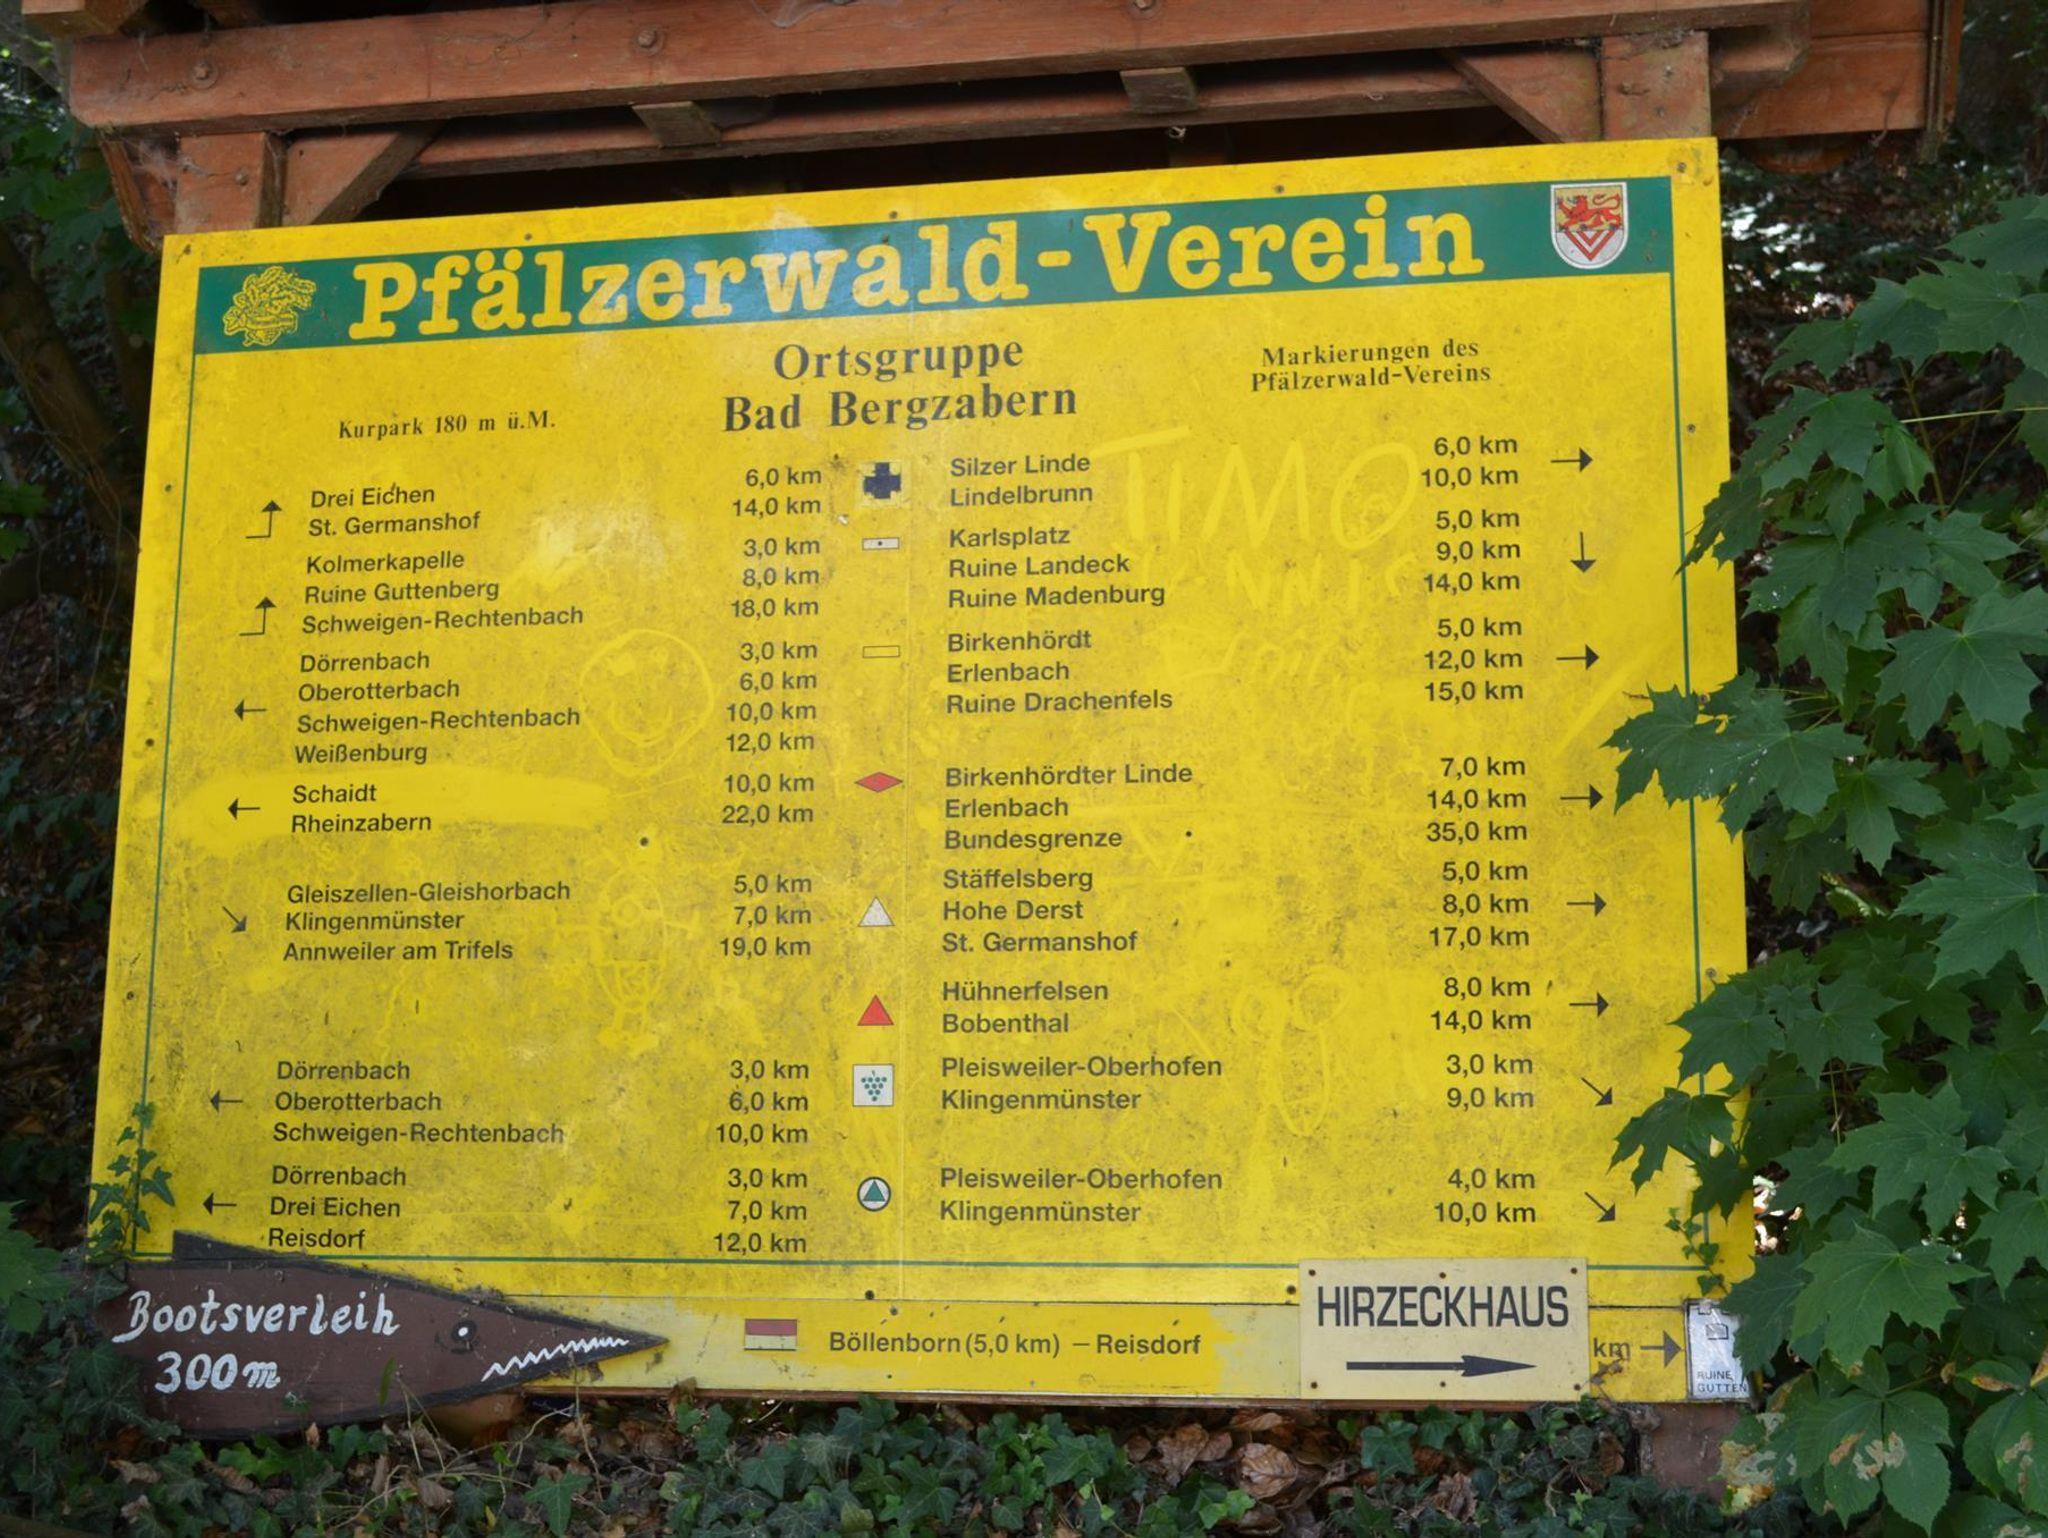 Pfälzerwald-Verein
Ortsgruppe
Bad Bergzabern
Markierungen des
Pfälzerwald-Vereins
Kurpark 180 m ü.M.
Drei Eichen 6,0 km
St. Germanshof 14,0 km
Kolmerkapelle 3,0 km
Ruine Guttenberg 8,0 km
Schweigen-Rechtenbach 18,0 km
Dörrenbach 3,0 km
Oberotterbach 6,0 km
Schweigen-Rechtenbach 10,0 km
Weißenburg 12,0 km
Schaidt 10,0 km
Rheinzabern 22,0 km
Gleiszellen-Gleishorbach 5,0 km
Klingenmünster 7,0 km
Annweiler am Trifels 19,0 km
Dörrenbach 3,0 km
Oberotterbach 6,0 km
Schweigen-Rechtenbach 10,0 km
Dörrenbach 3,0 km
Drei Eichen 7,0 km
Reisdorf 12,0 km
Silzer Linde 6,0 km
Lindelbrunn 10,0 km
Karlsplatz 5,0 km
Ruine Landeck 9,0 km
Ruine Madenburg 14,0 km
Birkenhördt 5,0 km
Erlenbach 12,0 km
Ruine Drachenfels 15,0 km
Birkenhördter Linde 7,0 km
Erlenbach 14,0 km
Bundesgrenze 35,0 km
Stäffelsberg 5,0 km
Hohe Derst 8,0 km
St. Germanshof 17,0 km
Hühnerfelsen 8,0 km
Bobenthal 14,0 km
Pleisweiler-Oberhofen 3,0 km
Klingenmünster 9,0 km
Pleisweiler-Oberhofen 4,0 km
Klingenmünster 10,0 km
TIMO
Bootsverleih
300m
Böllenborn (5,0 km) – Reisdorf
km
HIRZECKHAUS
RUINE
GUTTEN